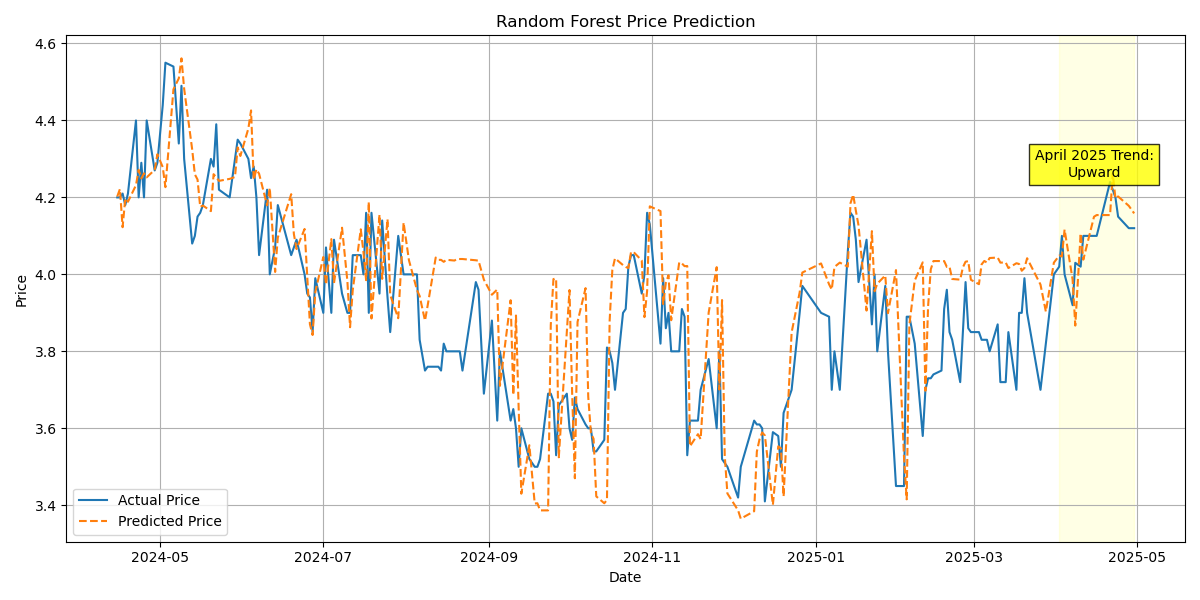 Random Forest Price Prediction
4.6
4.4
4.2
4.0
3.8
3.6
3.4
Price
April 2025 Trend:
Upward
Actual Price
Predicted Price
2024-05
2024-07
2024-09
2024-11
2025-01
2025-03
2025-05
Date